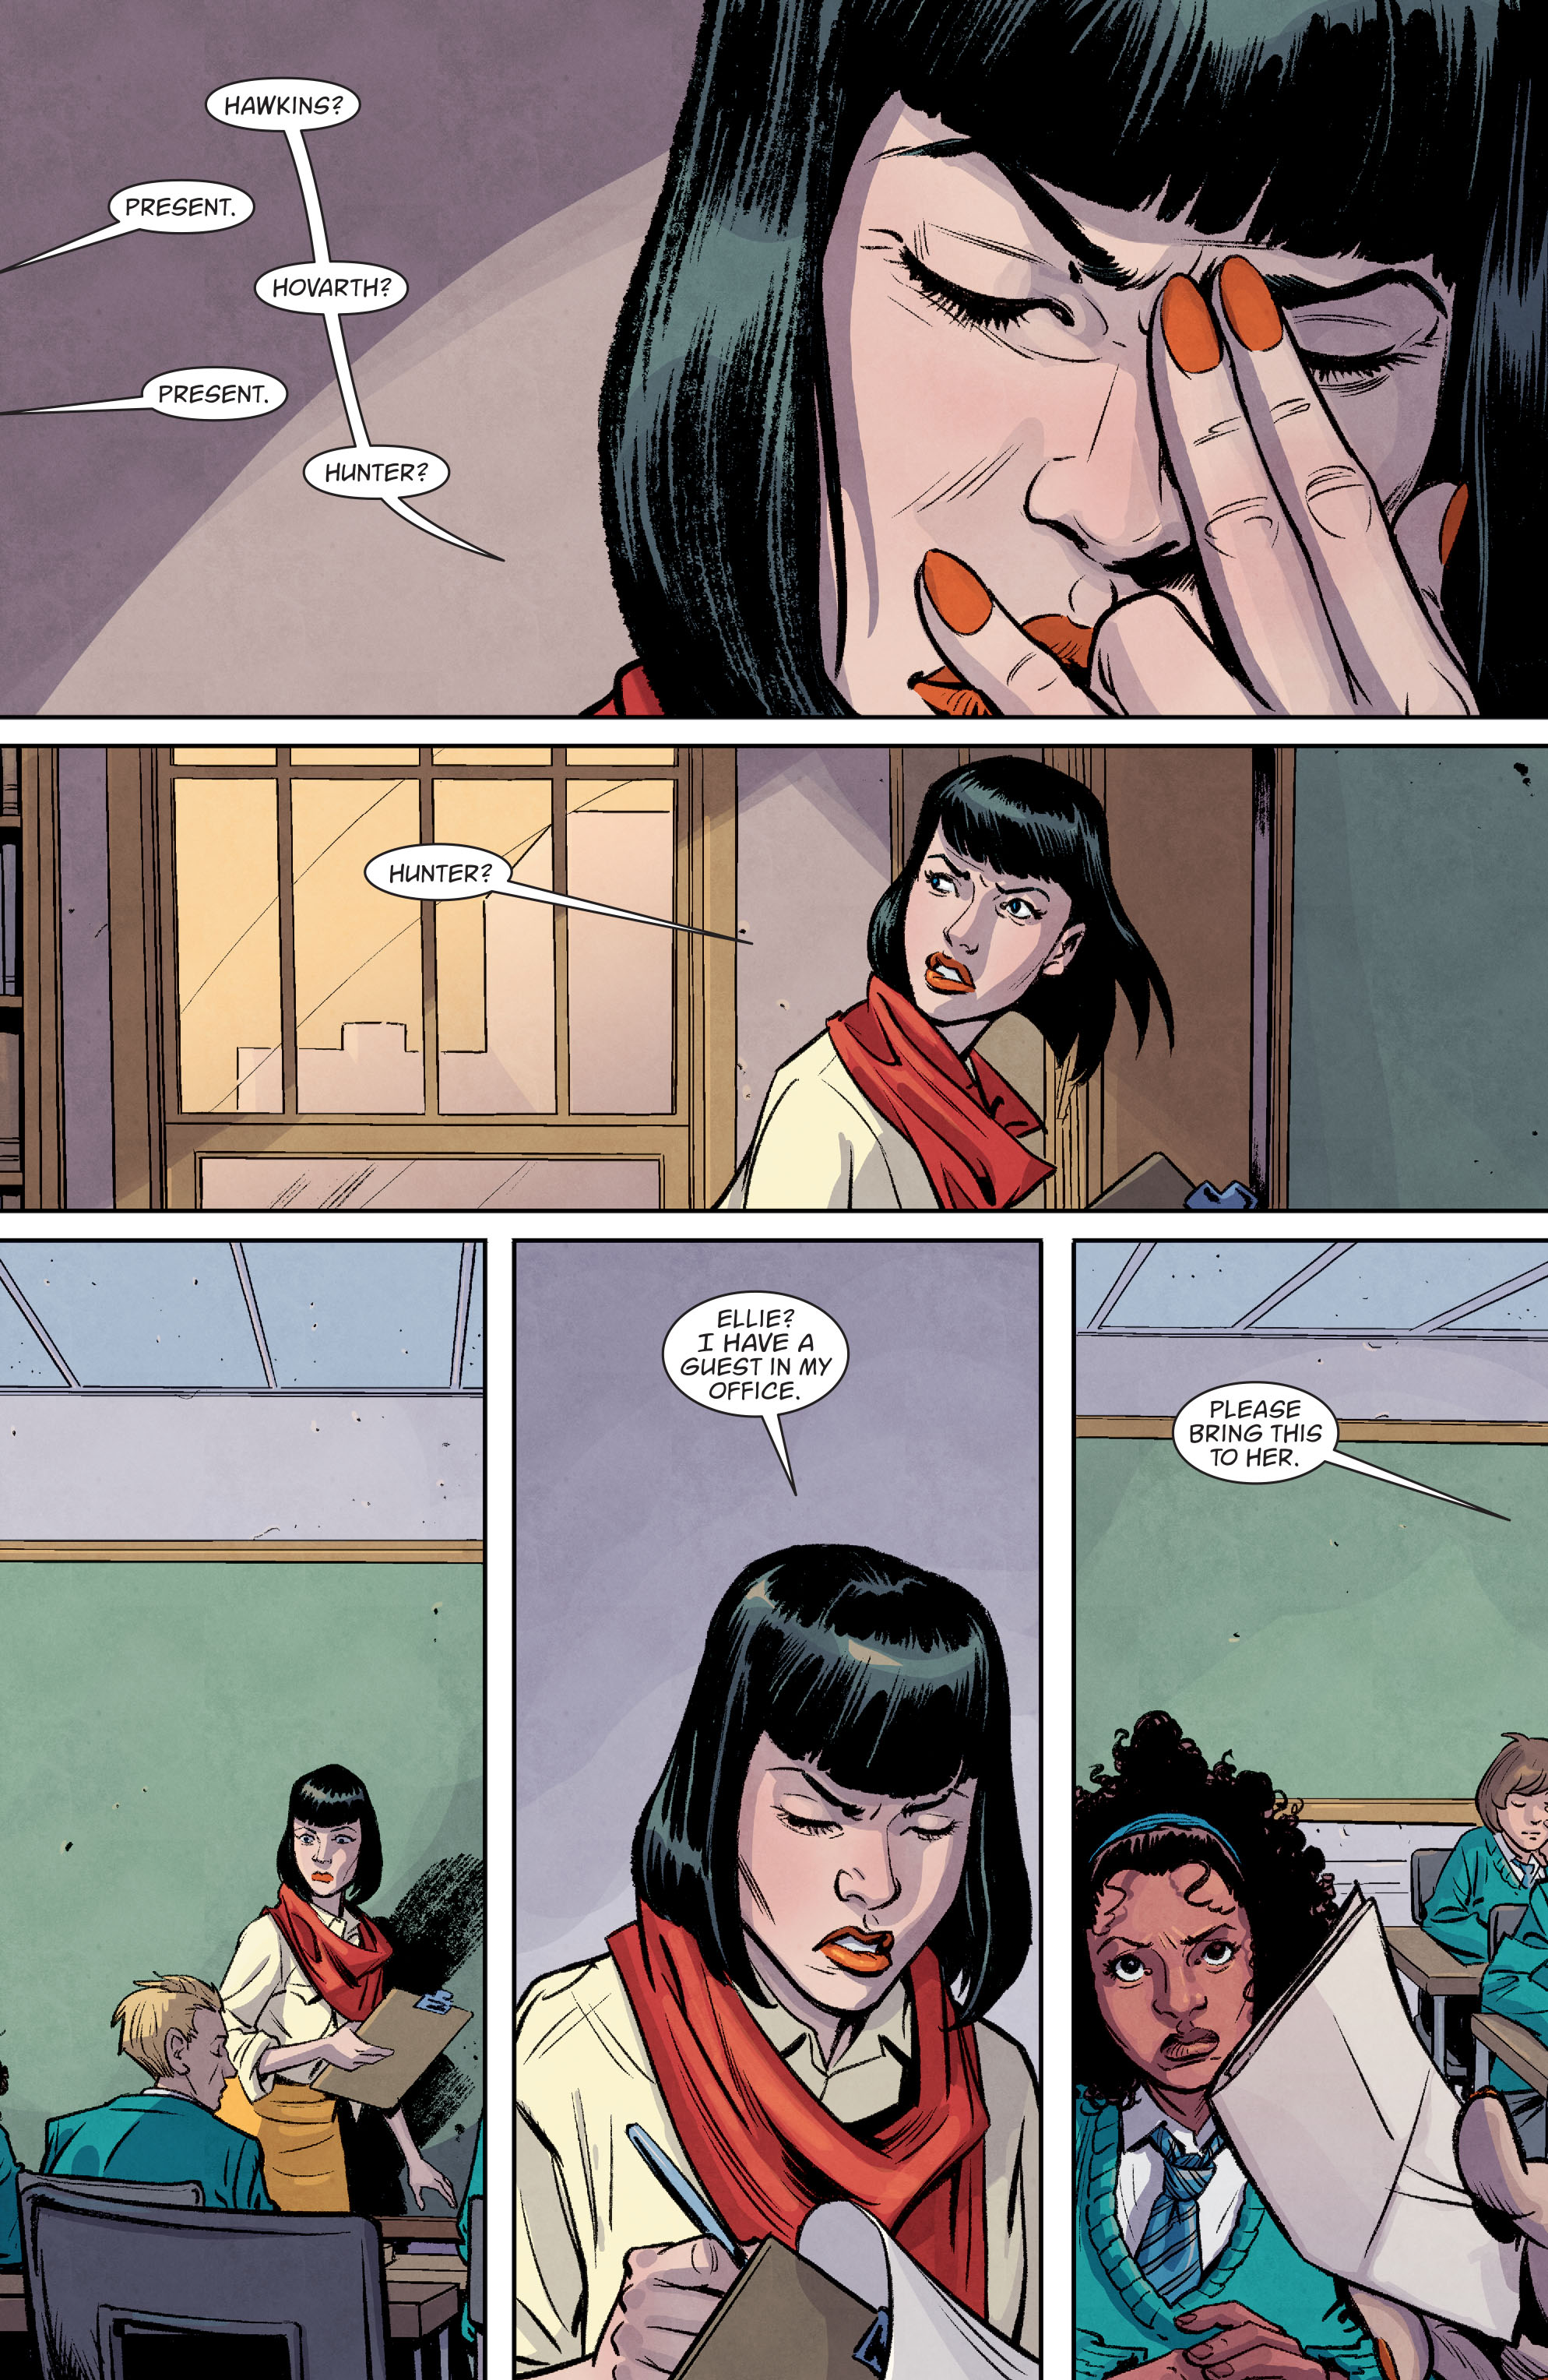 HAWKINS?
PRESENT.
HOVARTH?
PRESENT.
HUNTER?
HUNTER?
ELLIE?
I HAVE A
GUEST IN MY
OFFICE.
PLEASE
BRING THIS
TO HER.